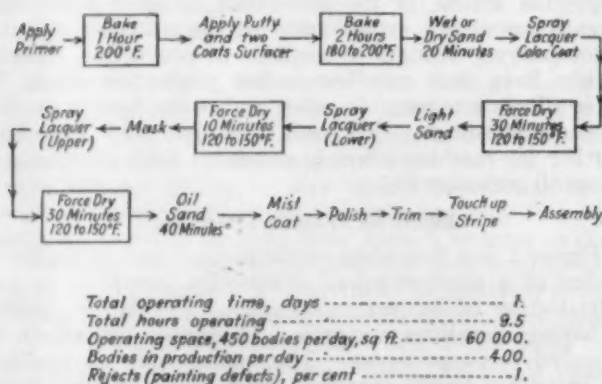 Apply Primer
Bake
1 Hour
200°F.
Apply Putty
and two
Coats Surfacer
Bake
2 Hours
180 to 200°F.
Wet or
Dry Sand
20 Minutes
Spray
Lacquer
Color Coat
Force Dry
30 Minutes
120 to 150°F.
Light
Sand
Spray
Lacquer
(Lower)
Force Dry
10 Minutes
120 to 150°F.
Mask
Spray
Lacquer
(Upper)
Force Dry
30 Minutes
120 to 150°F.
Oil
Sand
40 Minutes
Mist
Coat
Polish
Trim
Touch up
Stripe
Assembly
Total operating time, days 1.
Total hours operating 9.5
Operating space, 450 bodies per day, sq ft. 60 000.
Bodies in production per day 400.
Rejects (painting defects), per cent 1.